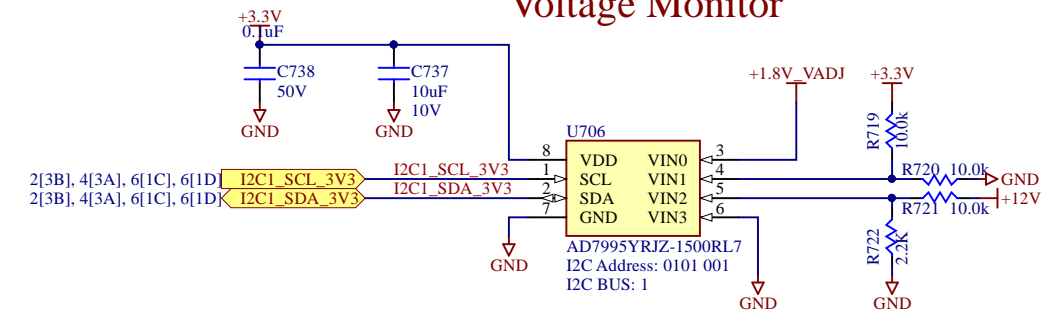 Voltage Monitor
+3.3V
0.1uF
C738
50V
GND
C737
10uF
10V
GND
+1.8V_VADJ
+3.3V
R719
10.0k
U706
8 VDD VIN0 3
1 SCL VIN1 4
2 SDA VIN2 5
7 GND VIN3 6
2[3B], 4[3A], 6[1C], 6[1D] I2C1_SCL_3V3 I2C1_SCL_3V3
2[3B], 4[3A], 6[1C], 6[1D] I2C1_SDA_3V3 I2C1_SDA_3V3
R720 10.0k GND
R721 10.0k +12V
R722
2.2K
GND
AD7995YRJZ-1500RL7
I2C Address: 0101 001
I2C BUS: 1
GND
GND